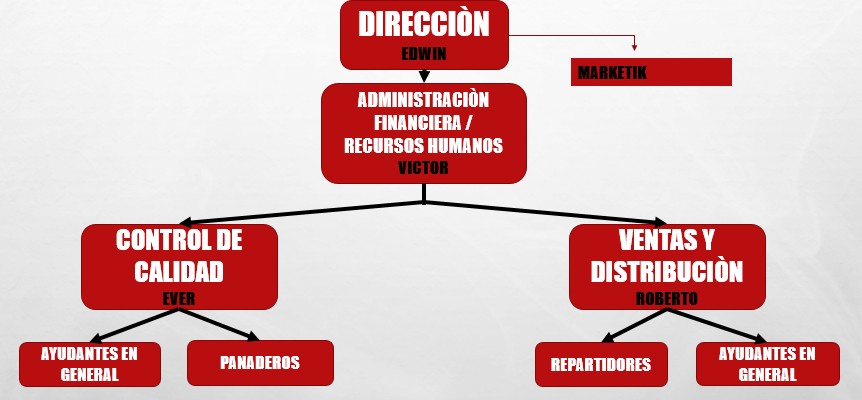 DIRECCIÒN
EDWIN
MARKETIK
ADMINISTRACIÒN
FINANCIERA /
RECURSOS HUMANOS
VICTOR
CONTROL DE
CALIDAD
EVER
VENTAS Y
DISTRIBUCIÒN
ROBERTO
AYUDANTES EN
GENERAL
PANADEROS
REPARTIDORES
AYUDANTES EN
GENERAL